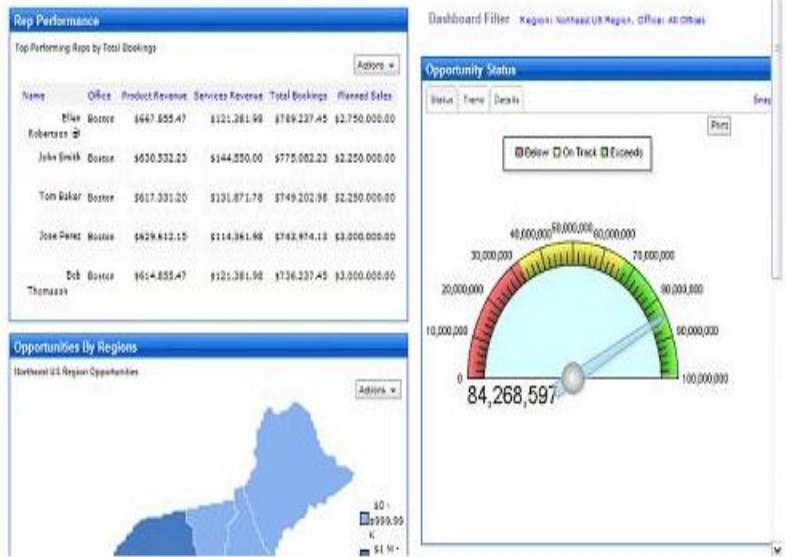 Rep Performance
Top Performing Reps by Total Bookings
Actions
Name Office Product Revenue Services Revenue Total Bookings Planned Sales
Ellen Robertson Boston $667,855.47 $121,381.98 $789,237.45 $2,750,000.00
John Smith Boston $630,532.23 $144,550.00 $775,082.23 $2,250,000.00
Tom Baker Boston $617,331.20 $131,871.78 $749,202.98 $2,250,000.00
Jose Perez Boston $629,612.15 $114,361.98 $743,974.13 $3,000,000.00
Bob Thomason Boston $614,855.47 $121,381.98 $736,237.45 $3,000,000.00
Opportunities By Regions
Northeast US Region Opportunities
Actions
$0 -
$999.99
K
$1 M -
Dashboard Filter Region: Northeast US Region, Office: All Offices
Opportunity Status
Status Trend Details
Snap
Print
Below On Track Exceeds
0
10,000,000
20,000,000
30,000,000
40,000,000
50,000,000
60,000,000
70,000,000
80,000,000
90,000,000
100,000,000
84,268,597